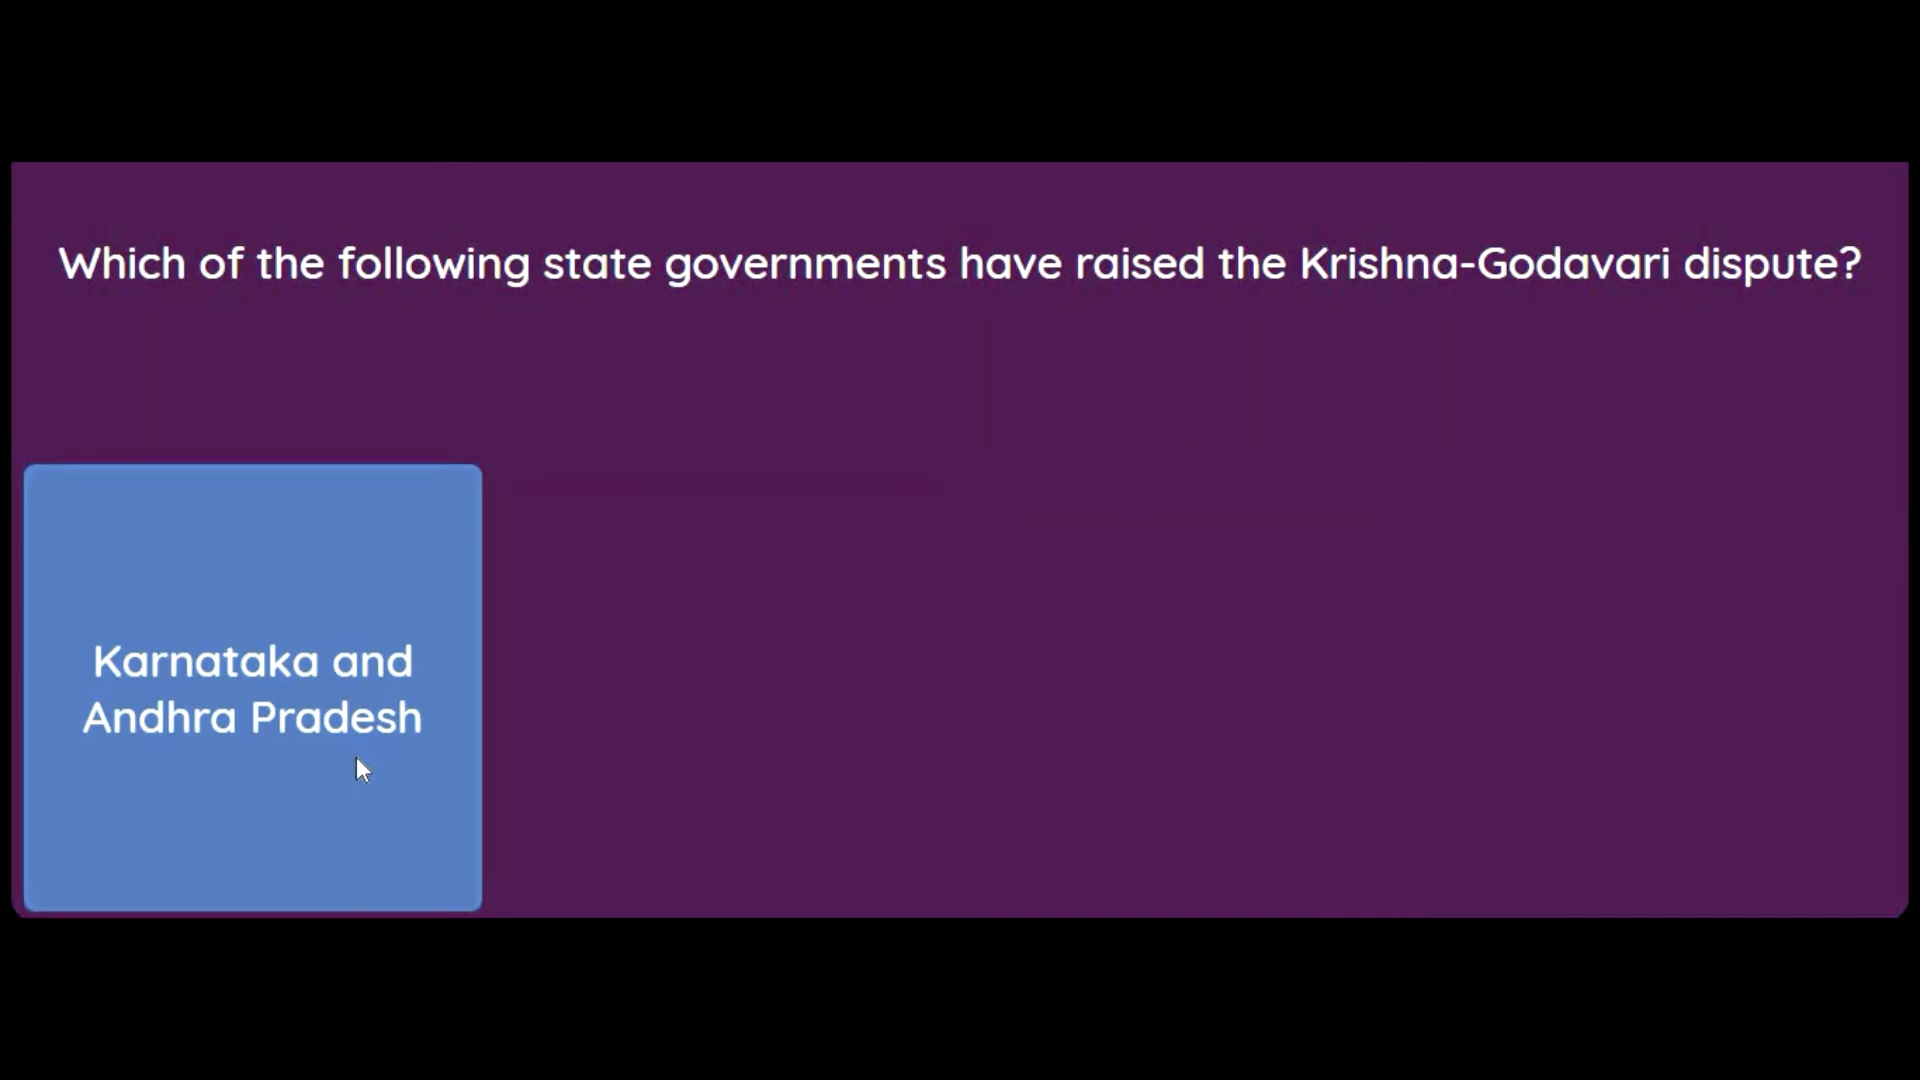 Which of the following state governments have raised the Krishna-Godavari dispute?
Karnataka and
Andhra Pradesh